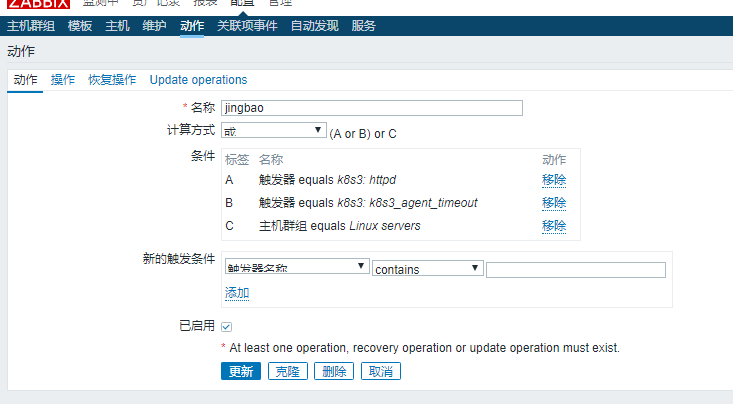 ZABBIX 监测中 资产记录 报表 配置 管理
主机群组 模板 主机 维护 动作 关联项事件 自动发现 服务
动作
动作 操作 恢复操作 Update operations
* 名称 jingbao
计算方式 或 (A or B) or C
条件 标签 名称 动作
A 触发器 equals k8s3: httpd 移除
B 触发器 equals k8s3: k8s3_agent_timeout 移除
C 主机群组 equals Linux servers 移除
新的触发条件 触发器名称 contains
添加
已启用
* At least one operation, recovery operation or update operation must exist.
更新 克隆 删除 取消